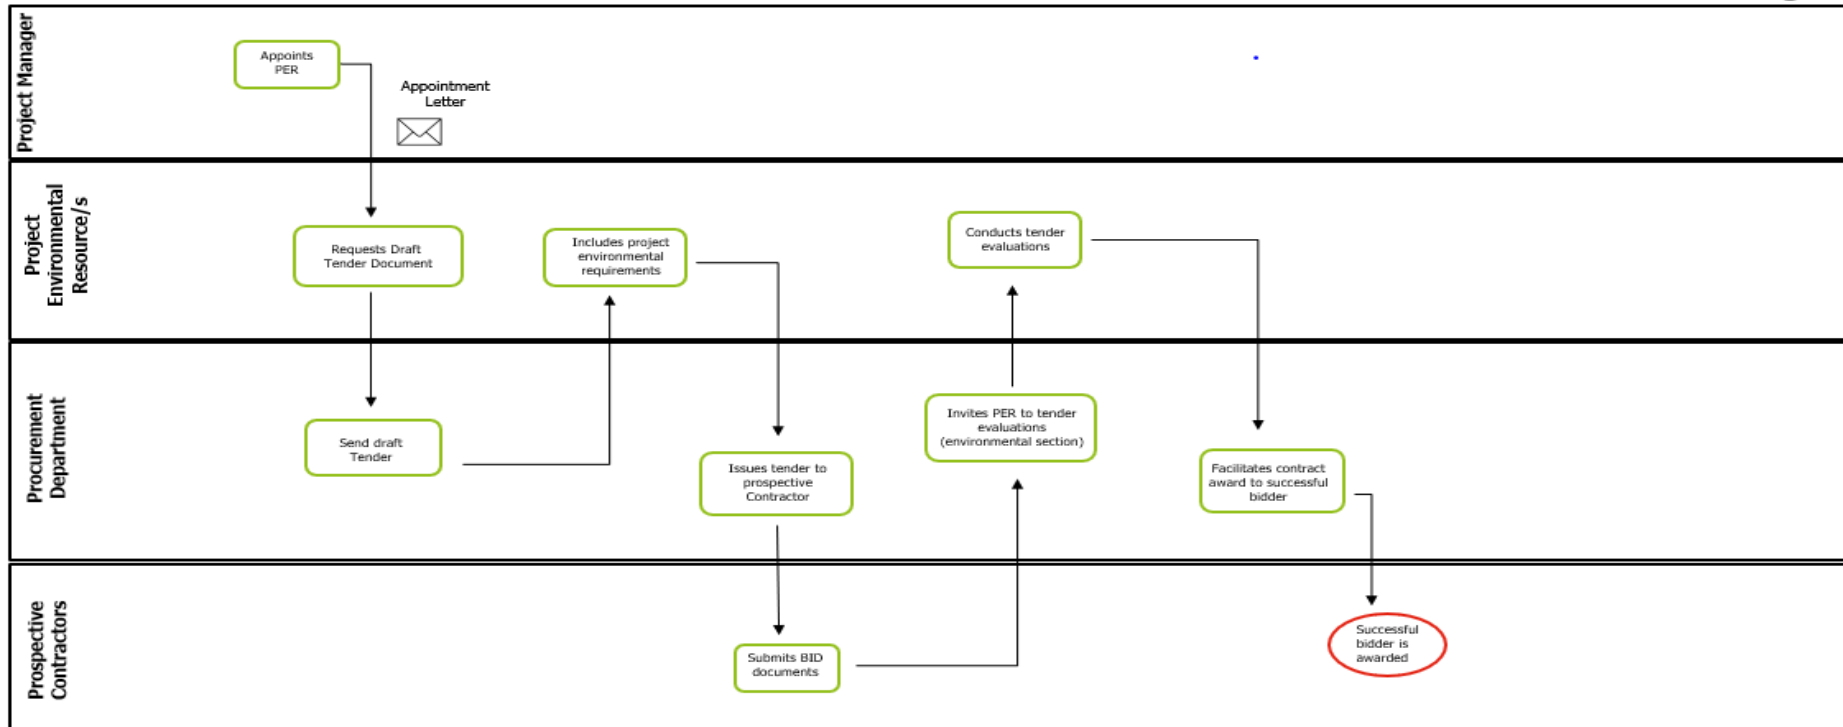 Project Manager
Appoints
PER
Appointment
Letter
Project
Environmental
Resource/s
Requests Draft
Tender Document
Includes project
environmental
requirements
Conducts tender
evaluations
Procurement
Department
Send draft
Tender
Issues tender to
prospective
Contractor
Invites PER to tender
evaluations
(environmental section)
Facilitates contract
award to successful
bidder
Prospective
Contractors
Submits BID
documents
Successful
bidder is
awarded